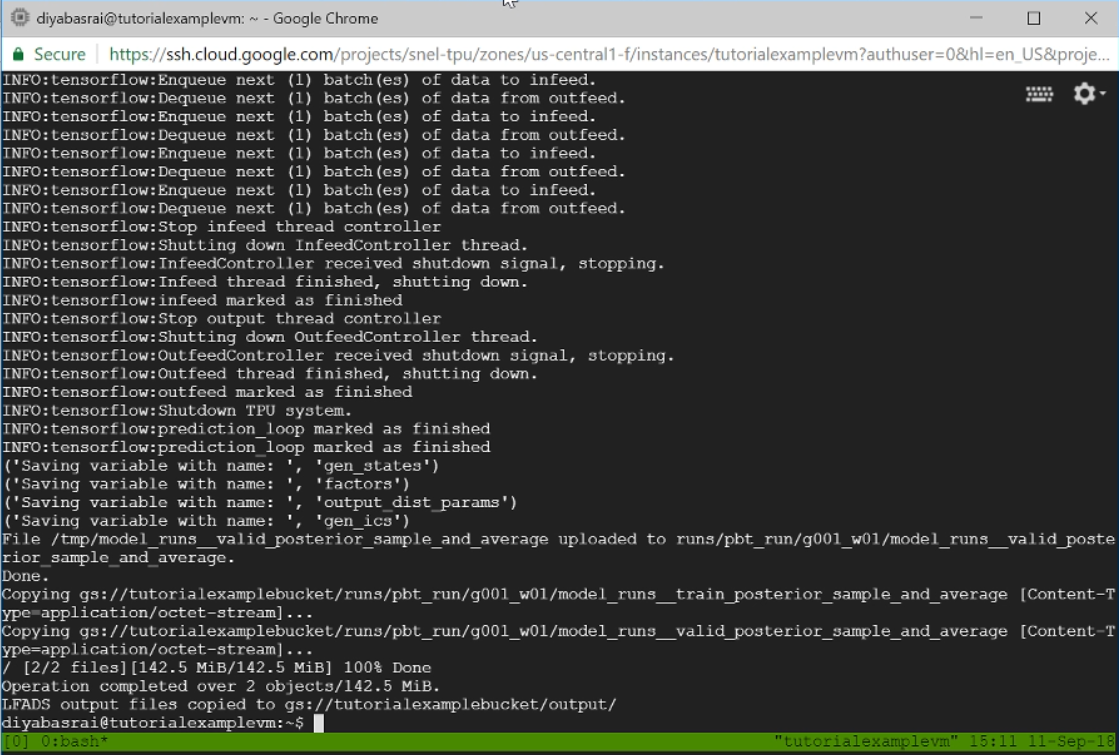 diyabasrai@tutorialexamplevm: ~ - Google Chrome
Secure https://ssh.cloud.google.com/projects/snel-tpu/zones/us-central1-f/instances/tutorialexamplevm?authuser=0&hl=en_US&proje...
INFO:tensorflow:Enqueue next (1) batch(es) of data to infeed.
INFO:tensorflow:Dequeue next (1) batch(es) of data from outfeed.
INFO:tensorflow:Enqueue next (1) batch(es) of data to infeed.
INFO:tensorflow:Dequeue next (1) batch(es) of data from outfeed.
INFO:tensorflow:Enqueue next (1) batch(es) of data to infeed.
INFO:tensorflow:Dequeue next (1) batch(es) of data from outfeed.
INFO:tensorflow:Enqueue next (1) batch(es) of data to infeed.
INFO:tensorflow:Dequeue next (1) batch(es) of data from outfeed.
INFO:tensorflow:Stop infeed thread controller
INFO:tensorflow:Shutting down InfeedController thread.
INFO:tensorflow:InfeedController received shutdown signal, stopping.
INFO:tensorflow:Infeed thread finished, shutting down.
INFO:tensorflow:infeed marked as finished
INFO:tensorflow:Stop output thread controller
INFO:tensorflow:Shutting down OutfeedController thread.
INFO:tensorflow:OutfeedController received shutdown signal, stopping.
INFO:tensorflow:Outfeed thread finished, shutting down.
INFO:tensorflow:outfeed marked as finished
INFO:tensorflow:Shutdown TPU system.
INFO:tensorflow:prediction_loop marked as finished
INFO:tensorflow:prediction_loop marked as finished
('Saving variable with name: ', 'gen_states')
('Saving variable with name: ', 'factors')
('Saving variable with name: ', 'output_dist_params')
('Saving variable with name: ', 'gen_ics')
File /tmp/model_runs__valid_posterior_sample_and_average uploaded to runs/pbt_run/g001_w01/model_runs__valid_poste
rior_sample_and_average.
Done.
Copying gs://tutorialexamplebucket/runs/pbt_run/g001_w01/model_runs__train_posterior_sample_and_average [Content-T
ype=application/octet-stream]...
Copying gs://tutorialexamplebucket/runs/pbt_run/g001_w01/model_runs__valid_posterior_sample_and_average [Content-T
ype=application/octet-stream]...
/ [2/2 files][142.5 MiB/142.5 MiB] 100% Done
Operation completed over 2 objects/142.5 MiB.
LFADS output files copied to gs://tutorialexamplebucket/output/
diyabasrai@tutorialexamplevm:~$
[0] 0:bash* "tutorialexamplevm" 15:11 11-Sep-18